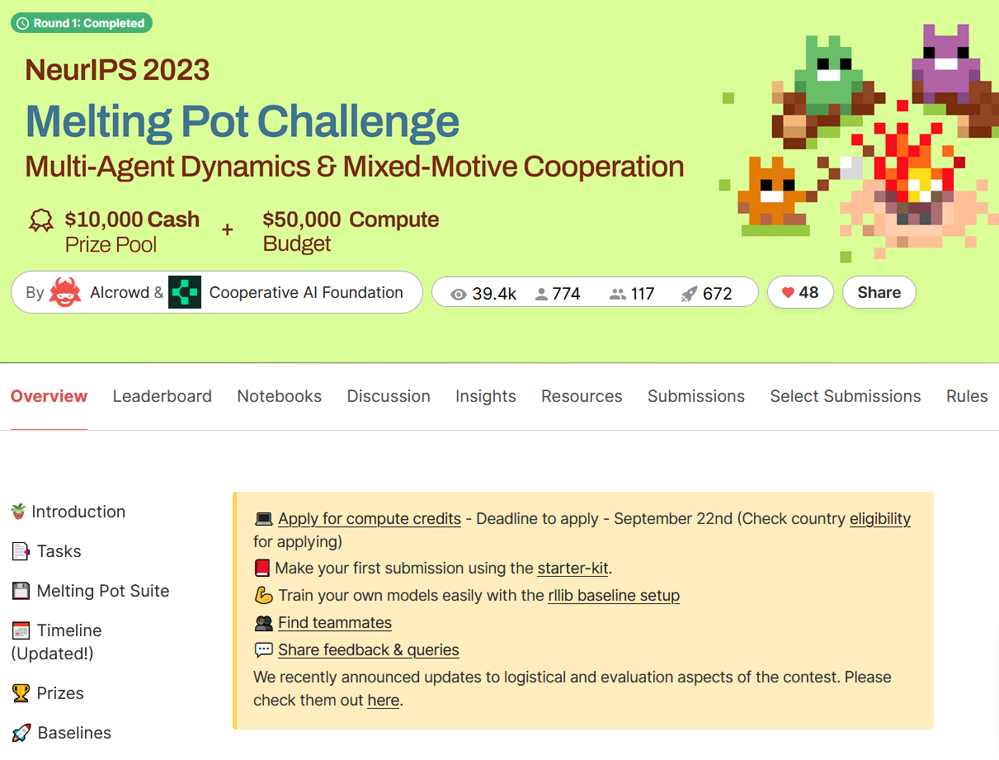 Round 1: Completed
NeurIPS 2023
Melting Pot Challenge
Multi-Agent Dynamics & Mixed-Motive Cooperation
$10,000 Cash
Prize Pool
+
$50,000 Compute
Budget
By AIcrowd & Cooperative AI Foundation
39.4k 774 117 672
48
Share
Overview Leaderboard Notebooks Discussion Insights Resources Submissions Select Submissions Rules
Introduction
Tasks
Melting Pot Suite
Timeline
(Updated!)
Prizes
Baselines
Apply for compute credits - Deadline to apply - September 22nd (Check country eligibility
for applying)
Make your first submission using the starter-kit.
Train your own models easily with the rllib baseline setup
Find teammates
Share feedback & queries
We recently announced updates to logistical and evaluation aspects of the contest. Please
check them out here.